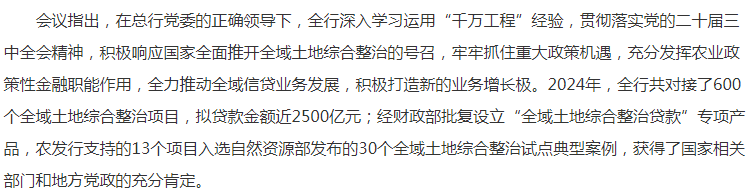 会议指出，在总行党委的正确领导下，全行深入学习运用“千万工程”经验，贯彻落实党的二十届三
中全会精神，积极响应国家全面推开全域土地综合整治的号召，牢牢抓住重大政策机遇，充分发挥农业政
策性金融职能作用，全力推动全域信贷业务发展，积极打造新的业务增长极。2024年，全行共对接了600
个全域土地综合整治项目，拟贷款金额近2500亿元；经财政部批复设立“全域土地综合整治贷款”专项产
品，农发行支持的13个项目入选自然资源部发布的30个全域土地综合整治试点典型案例，获得了国家相关
部门和地方党政的充分肯定。